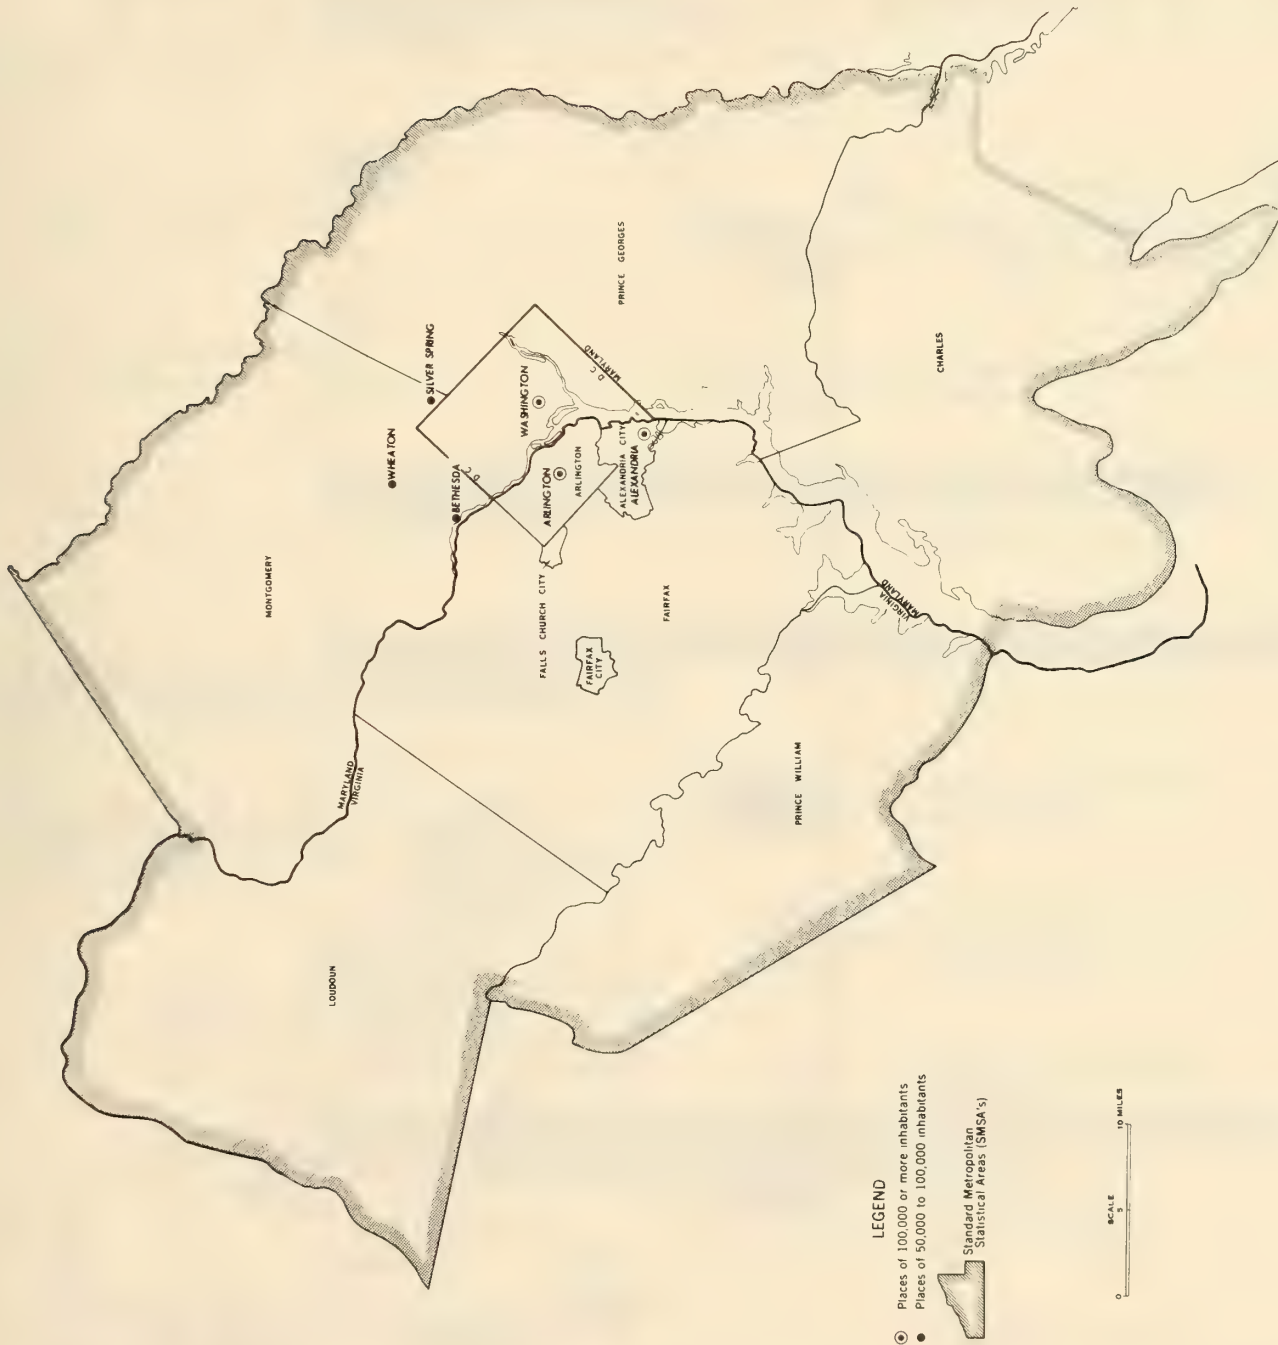 MONTGOMERY
WHEATON
SILVER SPRING
BETHESDA
D C
WASHINGTON
ARLINGTON
ARLINGTON
ALEXANDRIA CITY
ALEXANDRIA
D C
MARYLAND
PRINCE GEORGES
MARYLAND
VIRGINIA
LOUDOUN
FALLS CHURCH CITY
FAIRFAX
CITY
FAIRFAX
PRINCE WILLIAM
VIRGINIA
MARYLAND
CHARLES
LEGEND
Places of 100,000 or more inhabitants
Places of 50,000 to 100,000 inhabitants
Standard Metropolitan
Statistical Areas (SMSA's)
SCALE
0 5 10 MILES